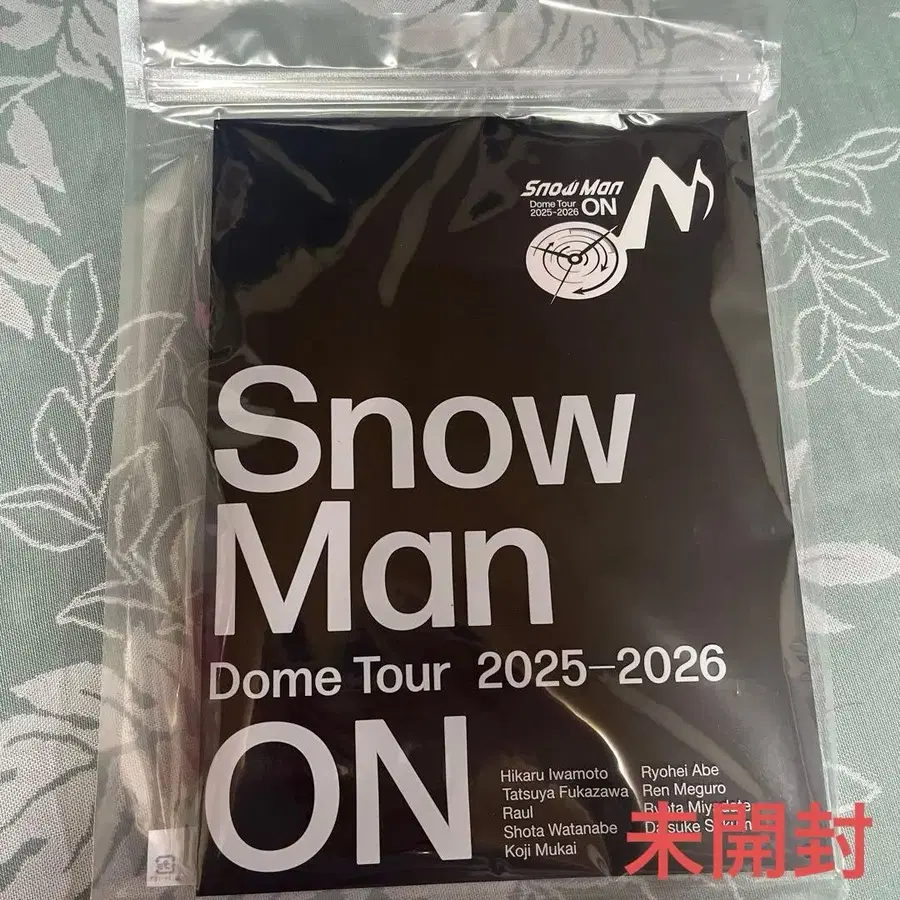 Snow Man
Dome Tour
2025-2026 ON
Snow
Man
Dome Tour 2025–2026
ON
Hikaru Iwamoto
Tatsuya Fukazawa
Raul
Shota Watanabe
Koji Mukai
Ryohei Abe
Ren Meguro
Daisuke
未開封